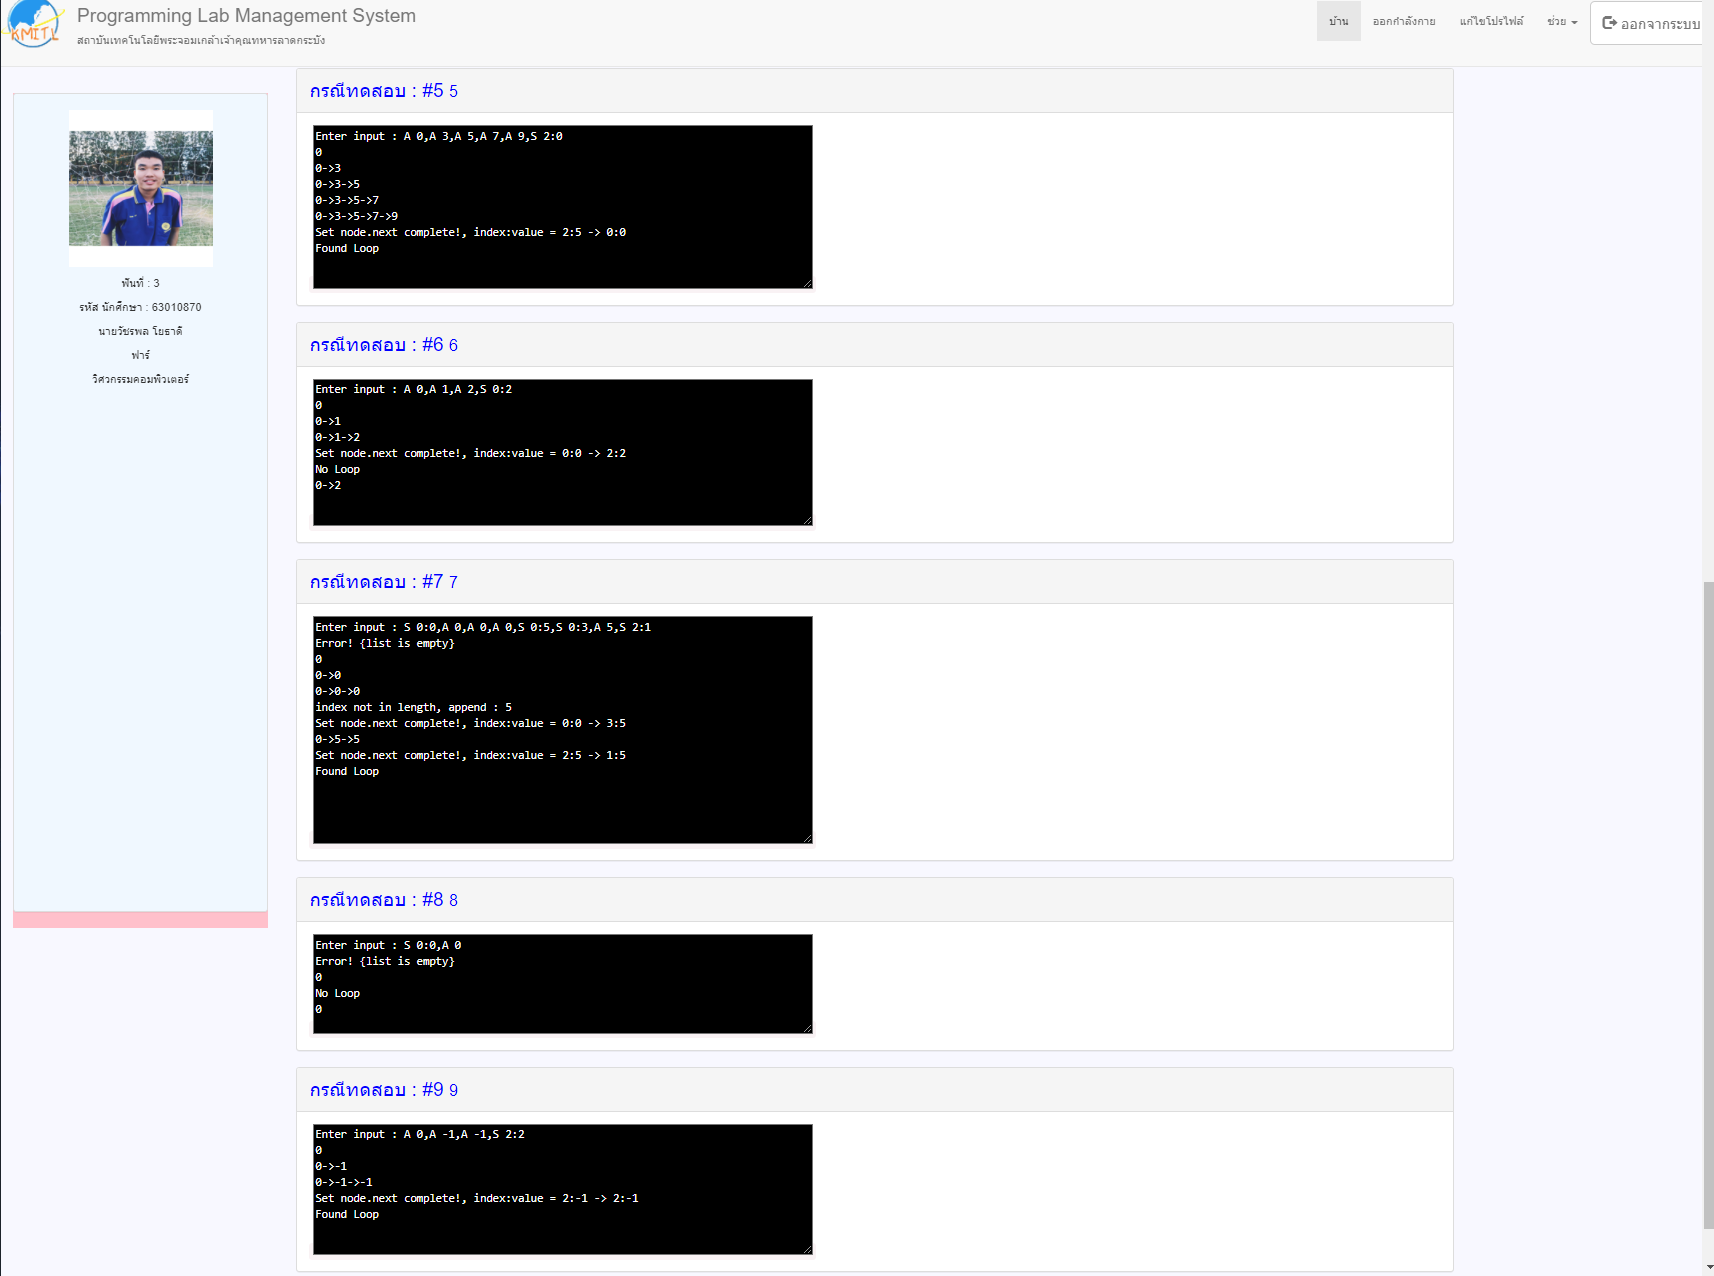 KMITL
Programming Lab Management System
สถาบันเทคโนโลยีพระจอมเกล้าเจ้าคุณทหารลาดกระบัง
บ้าน
ออกกำลังกาย
แก้ไขโปรไฟล์
ช่วย
ออกจากระบบ
ฟันที่ : 3
รหัส นักศึกษา : 63010870
นายวัชรพล โยธาดี
ฟาร์
วิศวกรรมคอมพิวเตอร์
กรณีทดสอบ : #5 5
Enter input : A 0,A 3,A 5,A 7,A 9,S 2:0
0
0->3
0->3->5
0->3->5->7
0->3->5->7->9
Set node.next complete!, index:value = 2:5 -> 0:0
Found Loop
กรณีทดสอบ : #6 6
Enter input : A 0,A 1,A 2,S 0:2
0
0->1
0->1->2
Set node.next complete!, index:value = 0:0 -> 2:2
No Loop
0->2
กรณีทดสอบ : #7 7
Enter input : S 0:0,A 0,A 0,A 0,S 0:5,S 0:3,A 5,S 2:1
Error! {list is empty}
0
0->0
0->0->0
index not in length, append : 5
Set node.next complete!, index:value = 0:0 -> 3:5
0->5->5
Set node.next complete!, index:value = 2:5 -> 1:5
Found Loop
กรณีทดสอบ : #8 8
Enter input : S 0:0,A 0
Error! {list is empty}
0
No Loop
0
กรณีทดสอบ : #9 9
Enter input : A 0,A -1,A -1,S 2:2
0
0->-1
0->-1->-1
Set node.next complete!, index:value = 2:-1 -> 2:-1
Found Loop